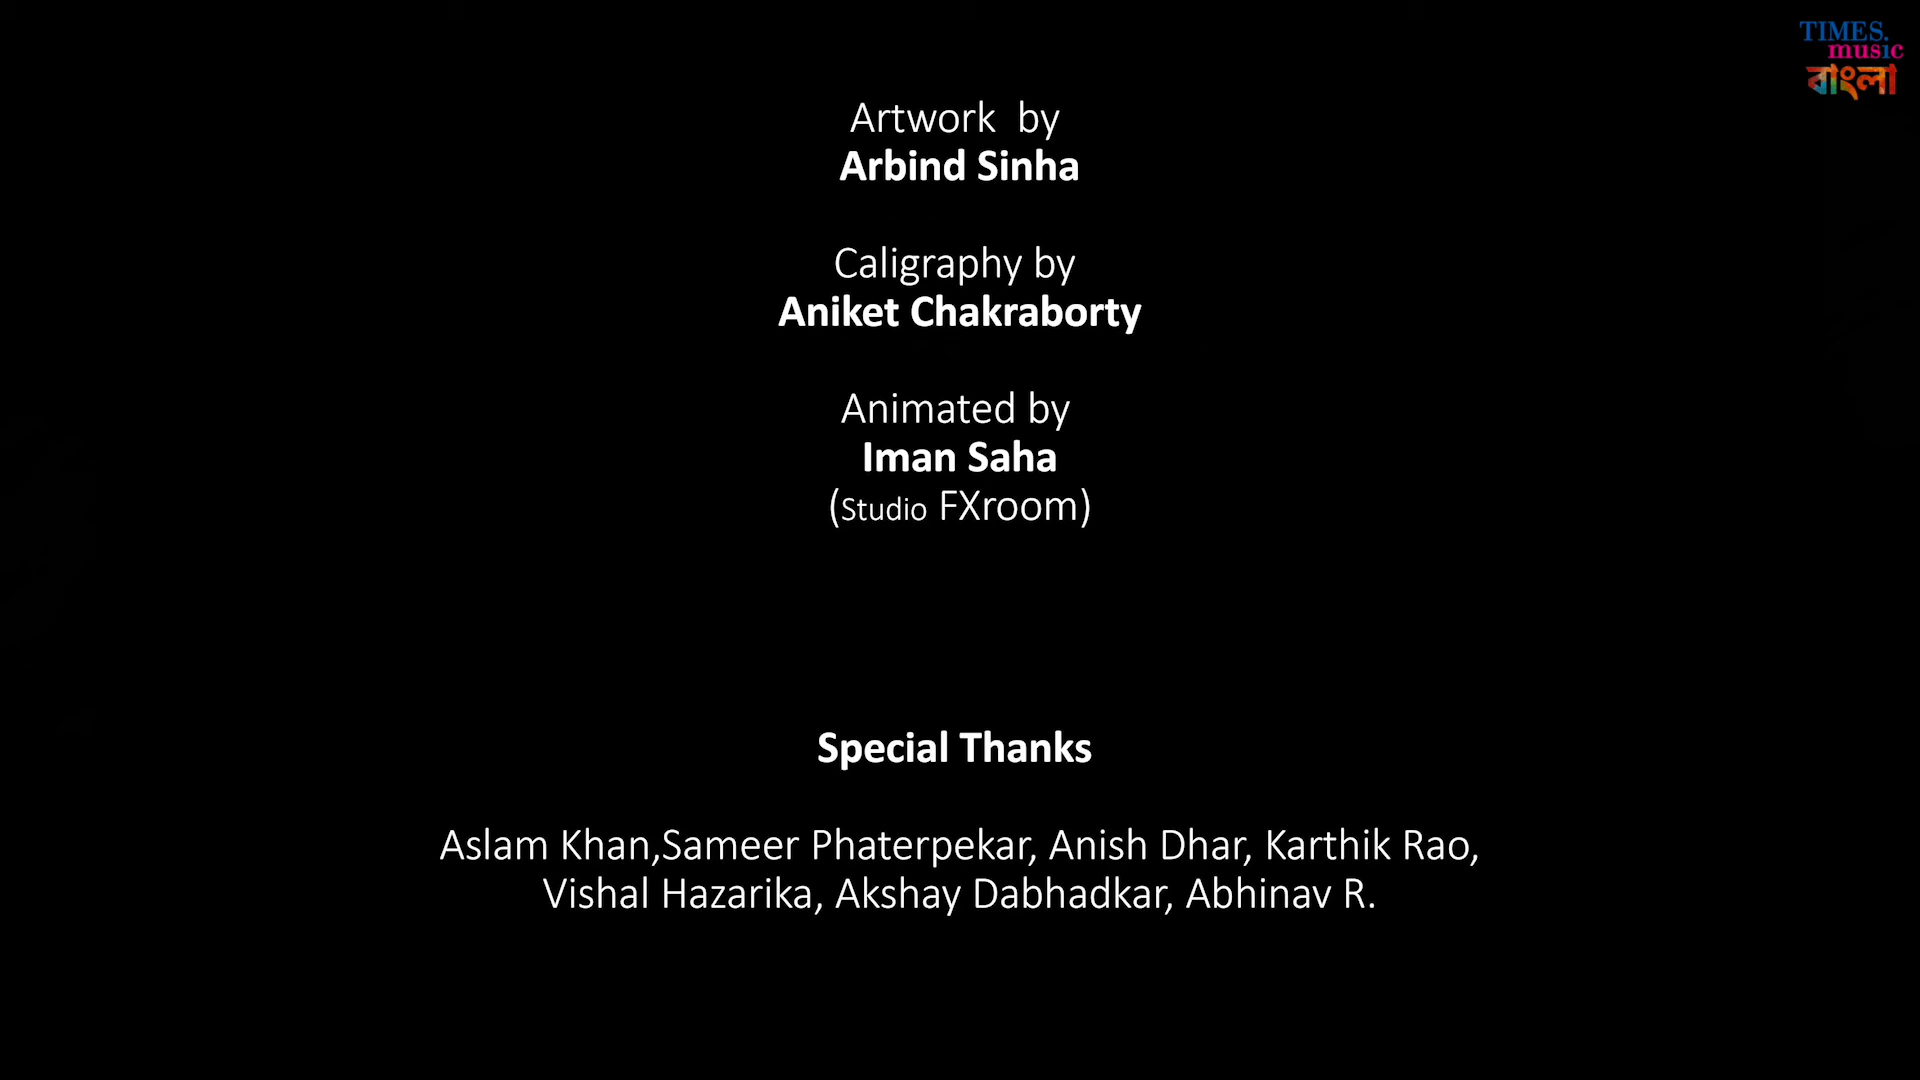 TIMES.
music
বাংলা
Artwork by
Arbind Sinha
Caligraphy by
Aniket Chakraborty
Animated by
Iman Saha
(Studio FXroom)
Special Thanks
Aslam Khan,Sameer Phaterpekar, Anish Dhar, Karthik Rao,
Vishal Hazarika, Akshay Dabhadkar, Abhinav R.